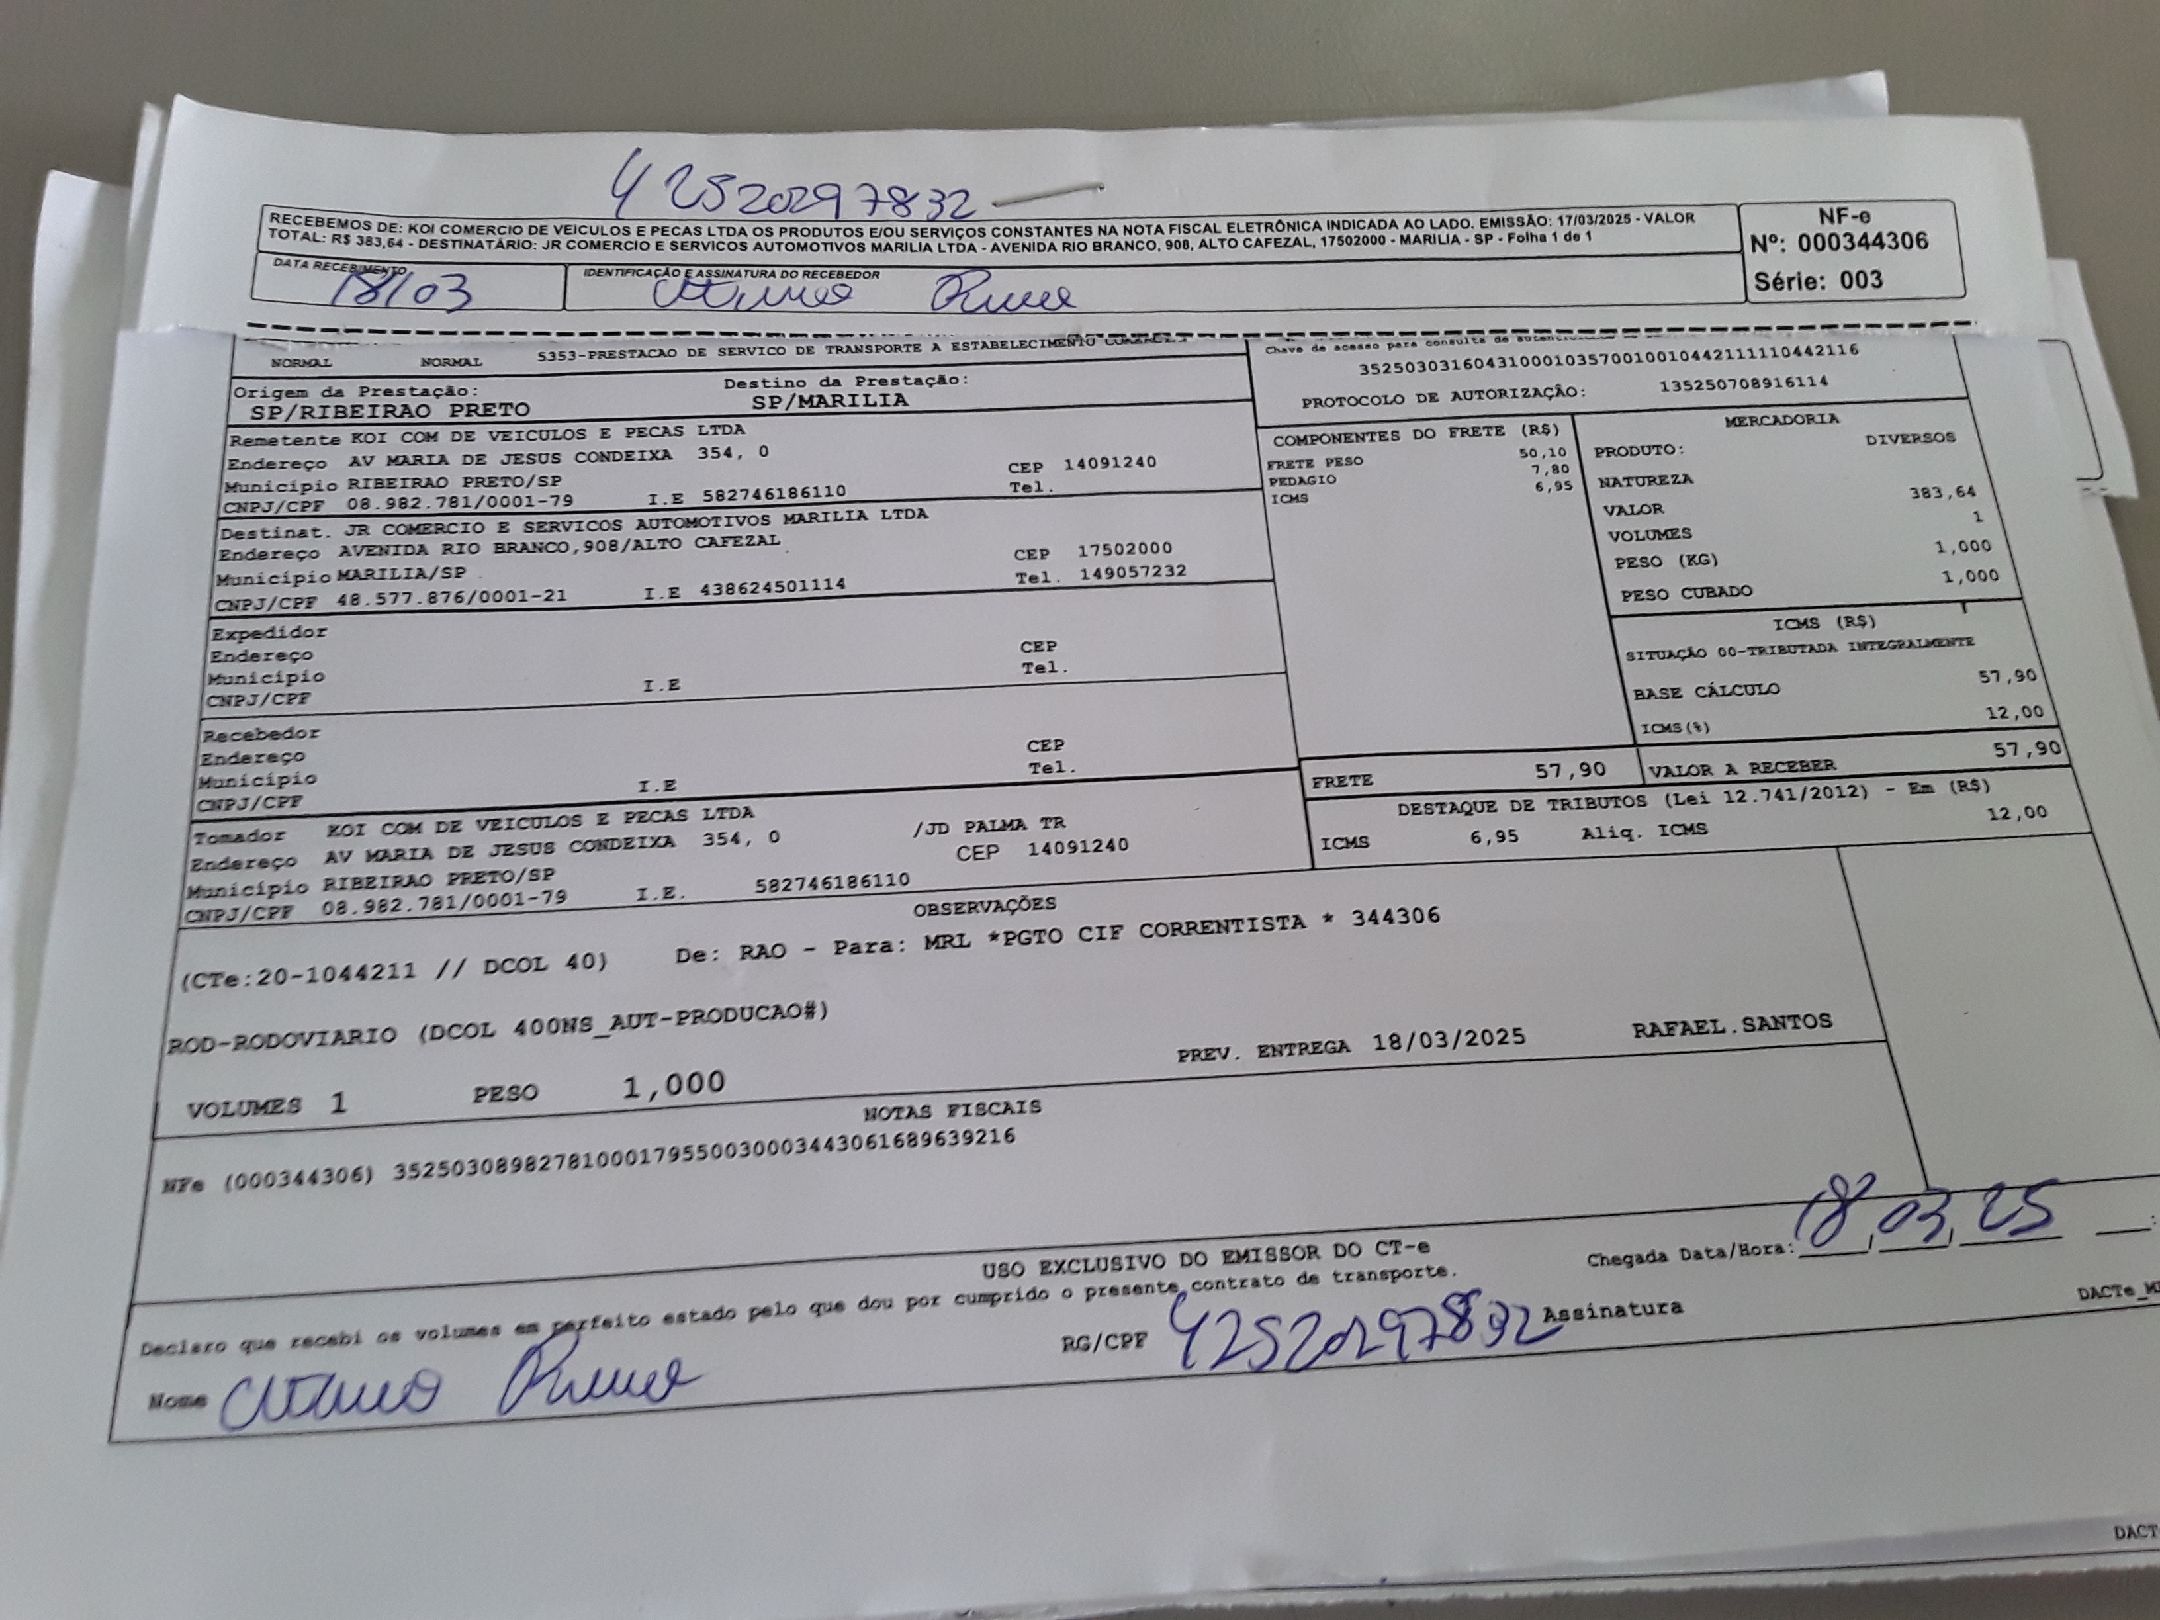 42520297832
RECEBEMOS DE: KOI COMERCIO DE VEICULOS E PECAS LTDA OS PRODUTOS E/OU SERVIÇOS CONSTANTES NA NOTA FISCAL ELETRÔNICA INDICADA AO LADO. EMISSÃO: 17/03/2025 - VALOR
TOTAL: R$ 383,64 - DESTINATÁRIO: JR COMERCIO E SERVICOS AUTOMOTIVOS MARILIA LTDA - AVENIDA RIO BRANCO, 908, ALTO CAFEZAL, 17502000 - MARILIA - SP - Folha 1 de 1
NF-e
Nº: 000344306
Série: 003
DATA RECEBIMENTO
18/03
IDENTIFICAÇÃO E ASSINATURA DO RECEBEDOR
NORMAL NORMAL 5353-PRESTACAO DE SERVICO DE TRANSPORTE A ESTABELECIMENTO
Chave de acesso para consulta de
35250303160431000103570010010442111110442116
PROTOCOLO DE AUTORIZAÇÃO: 135250708916114
Origem da Prestação: Destino da Prestação:
SP/RIBEIRAO PRETO SP/MARILIA
Remetente KOI COM DE VEICULOS E PECAS LTDA
Endereço AV MARIA DE JESUS CONDEIXA 354, 0
Município RIBEIRAO PRETO/SP CEP 14091240
CNPJ/CPF 08.982.781/0001-79 I.E 582746186110 Tel.
Destinat. JR COMERCIO E SERVICOS AUTOMOTIVOS MARILIA LTDA
Endereço AVENIDA RIO BRANCO,908/ALTO CAFEZAL
Município MARILIA/SP CEP 17502000
CNPJ/CPF 48.577.876/0001-21 I.E 438624501114 Tel. 149057232
Expedidor
Endereço
Município CEP
CNPJ/CPF I.E Tel.
Recebedor
Endereço
Município CEP
CNPJ/CPF I.E Tel.
Tomador KOI COM DE VEICULOS E PECAS LTDA
Endereço AV MARIA DE JESUS CONDEIXA 354, 0 /JD PALMA TR
Município RIBEIRAO PRETO/SP CEP 14091240
CNPJ/CPF 08.982.781/0001-79 I.E. 582746186110
COMPONENTES DO FRETE (R$)
FRETE PESO 50,10
PEDAGIO 7,80
ICMS 6,95
MERCADORIA
PRODUTO: DIVERSOS
NATUREZA
VALOR 383,64
VOLUMES 1
PESO (KG) 1,000
PESO CUBADO 1,000
ICMS (R$)
SITUAÇÃO 00-TRIBUTADA INTEGRALMENTE
BASE CÁLCULO 57,90
ICMS(%) 12,00
FRETE 57,90 VALOR A RECEBER 57,90
DESTAQUE DE TRIBUTOS (Lei 12.741/2012) - Em (R$)
ICMS 6,95 Aliq. ICMS 12,00
OBSERVAÇÕES
(CTe:20-1044211 // DCOL 40) De: RAO - Para: MRL *PGTO CIF CORRENTISTA * 344306
ROD-RODOVIARIO (DCOL 400NS_AUT-PRODUCAO#)
PREV. ENTREGA 18/03/2025 RAFAEL.SANTOS
VOLUMES 1 PESO 1,000
NOTAS FISCAIS
NFe (000344306) 35250308982781000179550030003443061689639216
USO EXCLUSIVO DO EMISSOR DO CT-e
Chegada Data/Hora: 18/03/25 :
Declaro que recebi os volumes em perfeito estado pelo que dou por cumprido o presente contrato de transporte.
Nome RG/CPF 42520297832 Assinatura
DACTe_M
DACT